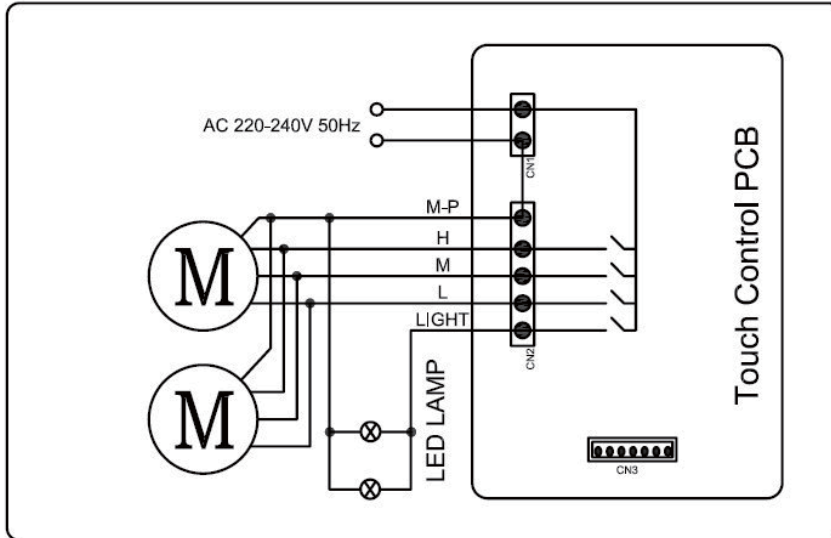 AC 220-240V 50Hz
CN1
M-P
H
M
L
LIGHT
CN2
M
M
LED LAMP
CN3
Touch Control PCB